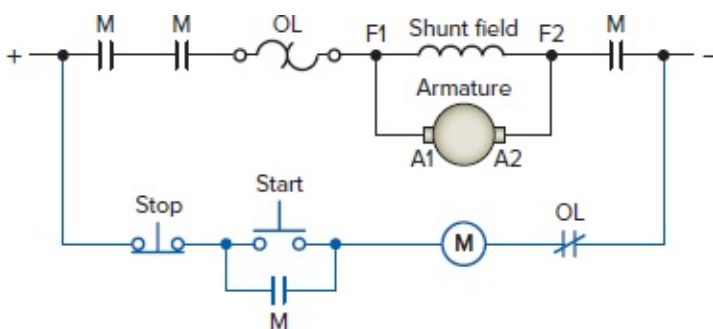 M M OL F1 Shunt field F2 M
+ −
Armature
A1 A2
Start
Stop OL
M
M